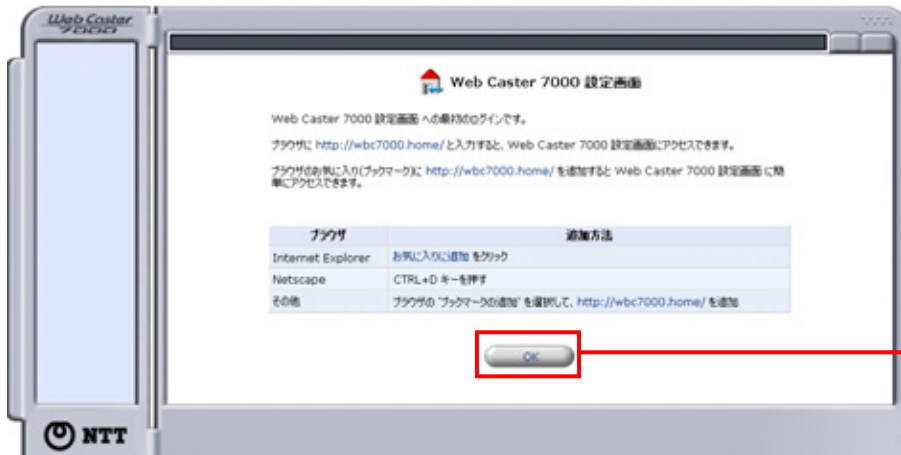 Web Caster
7000
Web Caster 7000 設定画面
Web Caster 7000 設定画面 への最初のログインです。
ブラウザに http://wbc7000.home/ と入力すると、Web Caster 7000 設定画面にアクセスできます。
ブラウザのお気に入り(ブックマーク)に http://wbc7000.home/ を追加すると Web Caster 7000 設定画面 に簡
単にアクセスできます。
ブラウザ 追加方法
Internet Explorer お気に入りに追加 をクリック
Netscape CTRL+D キーを押す
その他 ブラウザの 'ブックマークの追加' を選択して、http://wbc7000.home/ を追加
OK
NTT